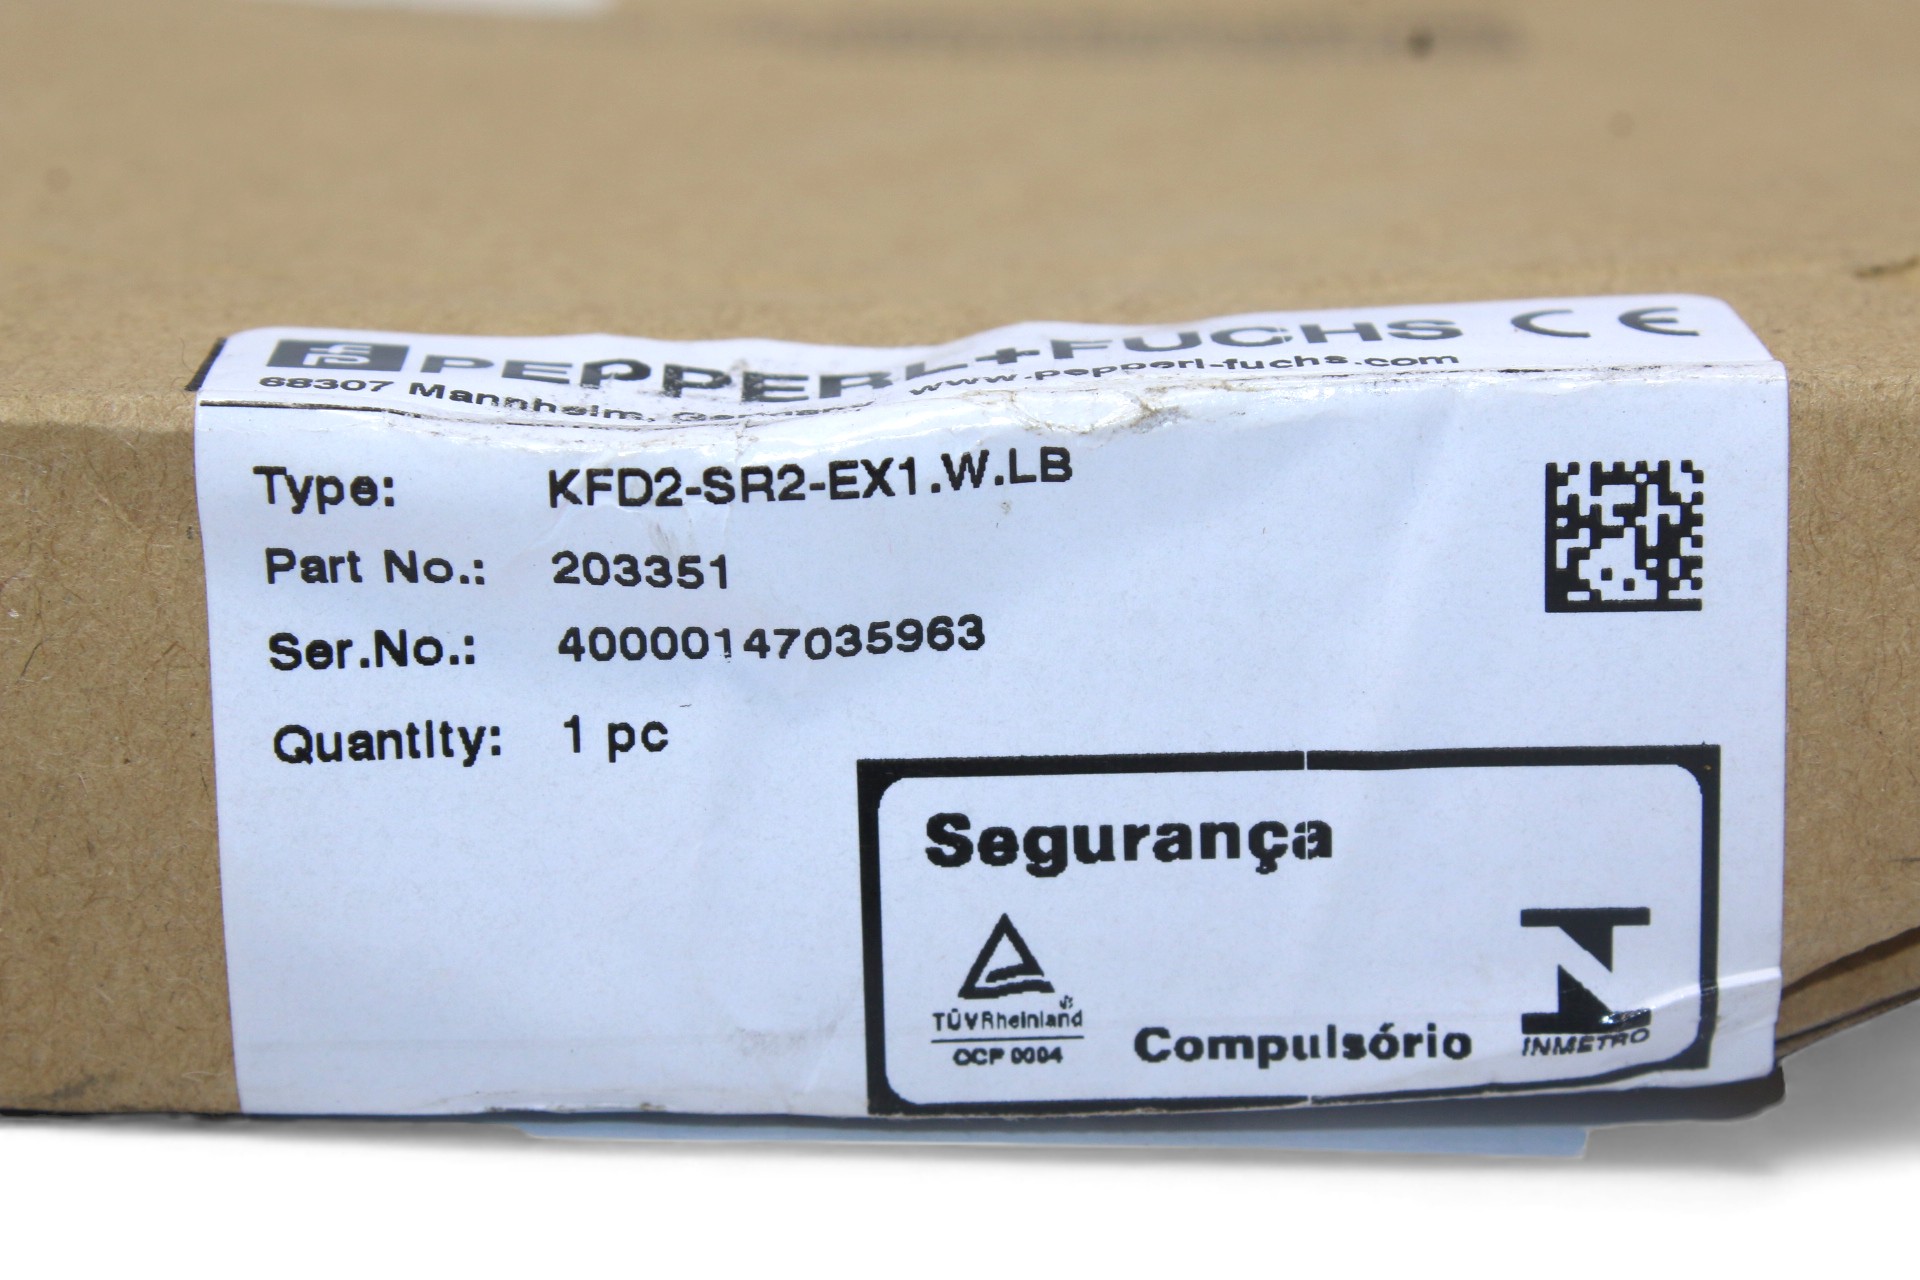 PEPPERL+FUCHS CE
68307 Mannheim, Germany www.pepperl-fuchs.com
Type: KFD2-SR2-EX1.W.LB
Part No.: 203351
Ser.No.: 40000147035963
Quantity: 1 pc
Segurança
TÜVRheinland
OCP 0004
Compulsório
INMETRO